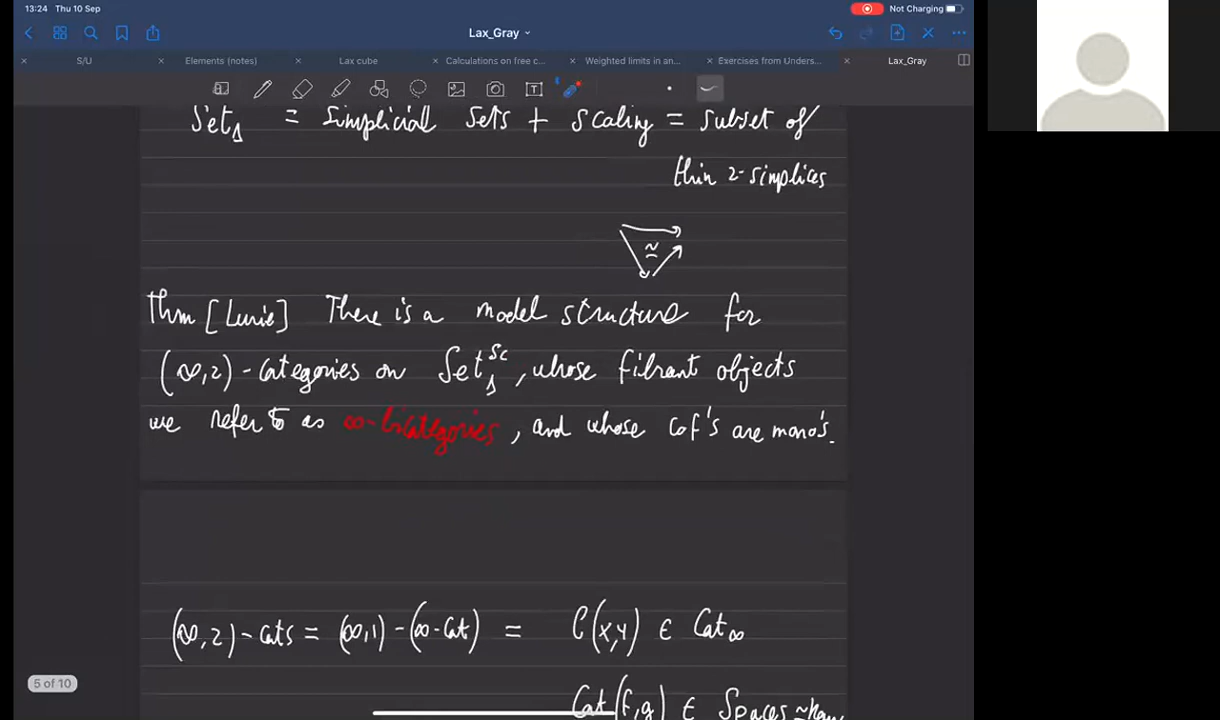 13:24 Thu 10 Sep
Not Charging
Lax_Gray
S/U
Elements (notes)
Lax cube
Calculations on free c...
Weighted limits in an...
Exercises from Unders...
Lax_Gray
Set_Δ = Simplicial Sets + scaling = subset of
thin 2-simplices
≃
Thm [Lurie] There is a model structure for
(∞,2)-categories on Set_Δ^sc, whose fibrant objects
we refer to as ∞-bicategories, and whose cof's are mono's.
(∞,2)-cats = (∞,1)-(∞-Cat) = C(x,y) ∈ Cat_∞
5 of 10
Cat(f,g) ∈ Spaces